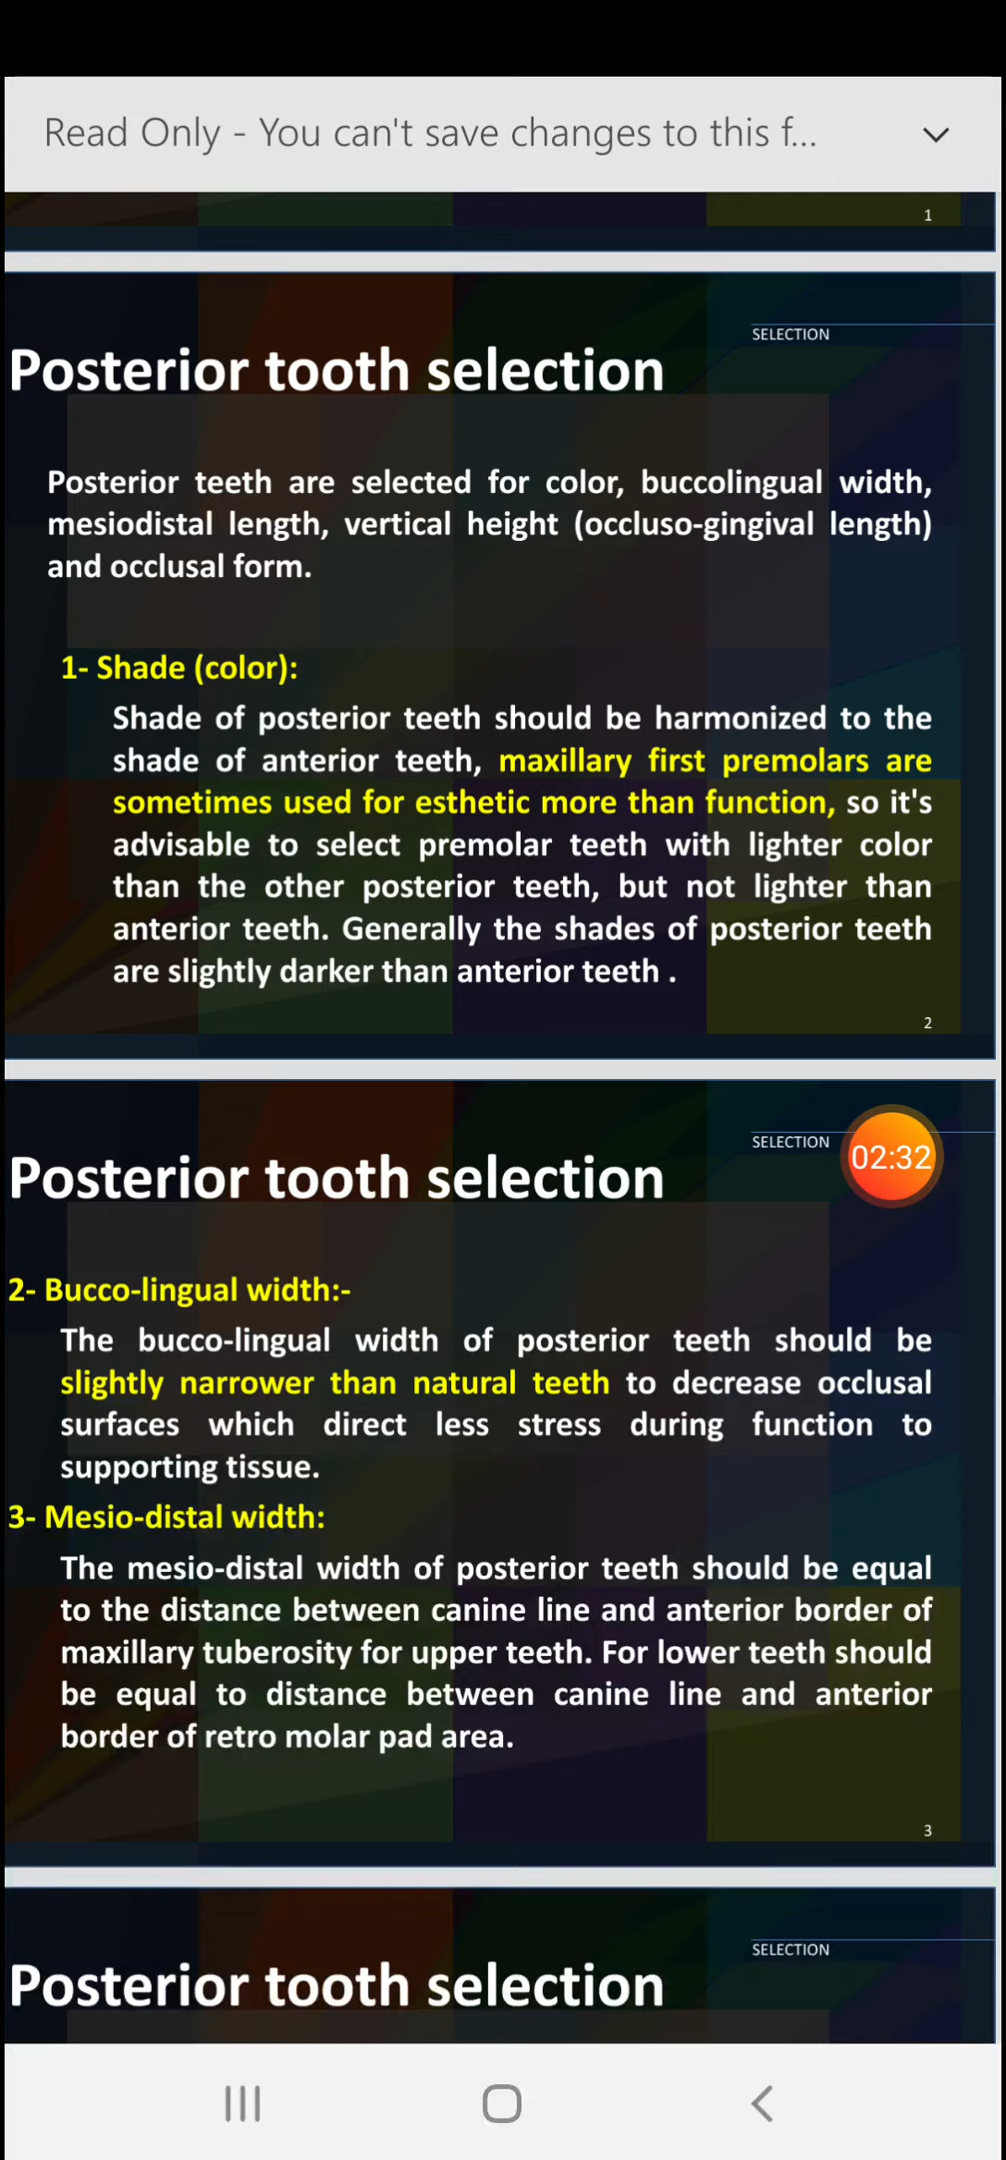 Read Only - You can't save changes to this f...
1
SELECTION
Posterior tooth selection
Posterior teeth are selected for color, buccolingual width,
mesiodistal length, vertical height (occluso-gingival length)
and occlusal form.
1- Shade (color):
Shade of posterior teeth should be harmonized to the
shade of anterior teeth, maxillary first premolars are
sometimes used for esthetic more than function, so it's
advisable to select premolar teeth with lighter color
than the other posterior teeth, but not lighter than
anterior teeth. Generally the shades of posterior teeth
are slightly darker than anterior teeth .
2
SELECTION
02:32
Posterior tooth selection
2- Bucco-lingual width:-
The bucco-lingual width of posterior teeth should be
slightly narrower than natural teeth to decrease occlusal
surfaces which direct less stress during function to
supporting tissue.
3- Mesio-distal width:
The mesio-distal width of posterior teeth should be equal
to the distance between canine line and anterior border of
maxillary tuberosity for upper teeth. For lower teeth should
be equal to distance between canine line and anterior
border of retro molar pad area.
3
SELECTION
Posterior tooth selection